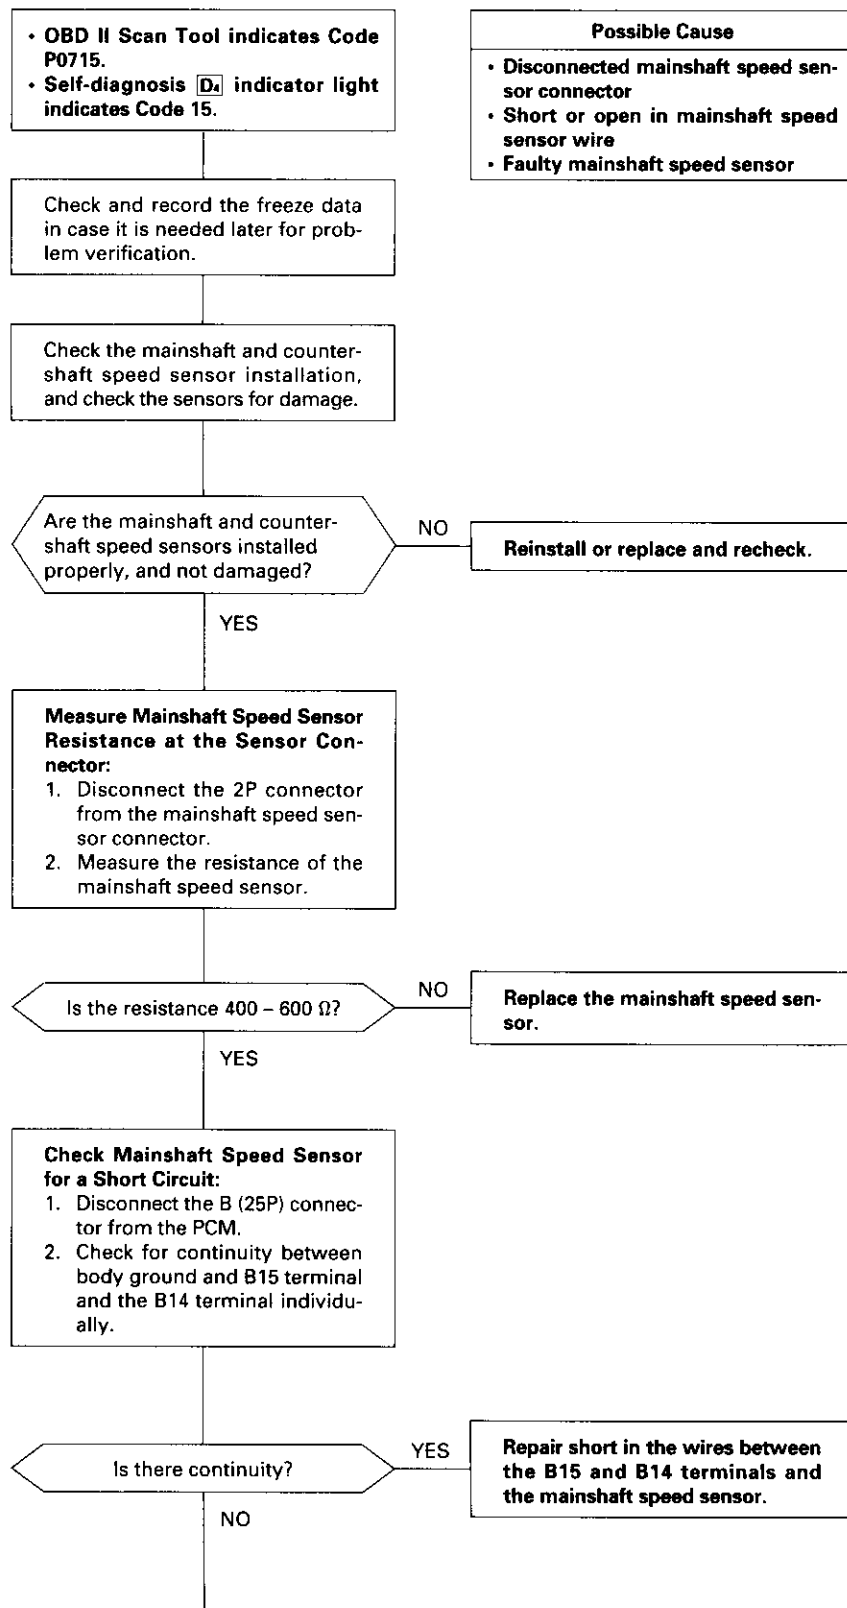 • OBD II Scan Tool indicates Code
P0715.
• Self-diagnosis D4 indicator light
indicates Code 15.
Possible Cause
• Disconnected mainshaft speed sen-
sor connector
• Short or open in mainshaft speed
sensor wire
• Faulty mainshaft speed sensor
Check and record the freeze data
in case it is needed later for prob-
lem verification.
Check the mainshaft and counter-
shaft speed sensor installation,
and check the sensors for damage.
Are the mainshaft and counter-
shaft speed sensors installed
properly, and not damaged?
NO
Reinstall or replace and recheck.
YES
Measure Mainshaft Speed Sensor
Resistance at the Sensor Con-
nector:
1. Disconnect the 2P connector
from the mainshaft speed sen-
sor connector.
2. Measure the resistance of the
mainshaft speed sensor.
Is the resistance 400 – 600 Ω?
NO
Replace the mainshaft speed sen-
sor.
YES
Check Mainshaft Speed Sensor
for a Short Circuit:
1. Disconnect the B (25P) connec-
tor from the PCM.
2. Check for continuity between
body ground and B15 terminal
and the B14 terminal individu-
ally.
Is there continuity?
YES
Repair short in the wires between
the B15 and B14 terminals and
the mainshaft speed sensor.
NO